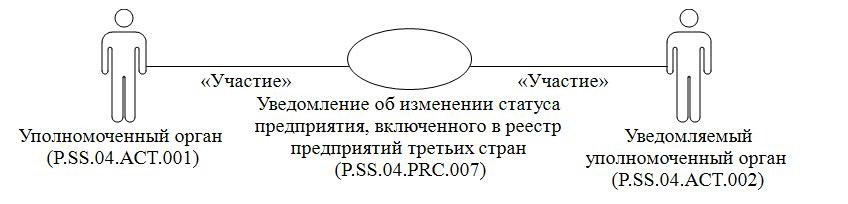 «Участие»
«Участие»
Уведомление об изменении статуса
предприятия, включенного в реестр
предприятий третьих стран
(P.SS.04.PRC.007)
Уполномоченный орган
(P.SS.04.ACT.001)
Уведомляемый
уполномоченный орган
(P.SS.04.ACT.002)